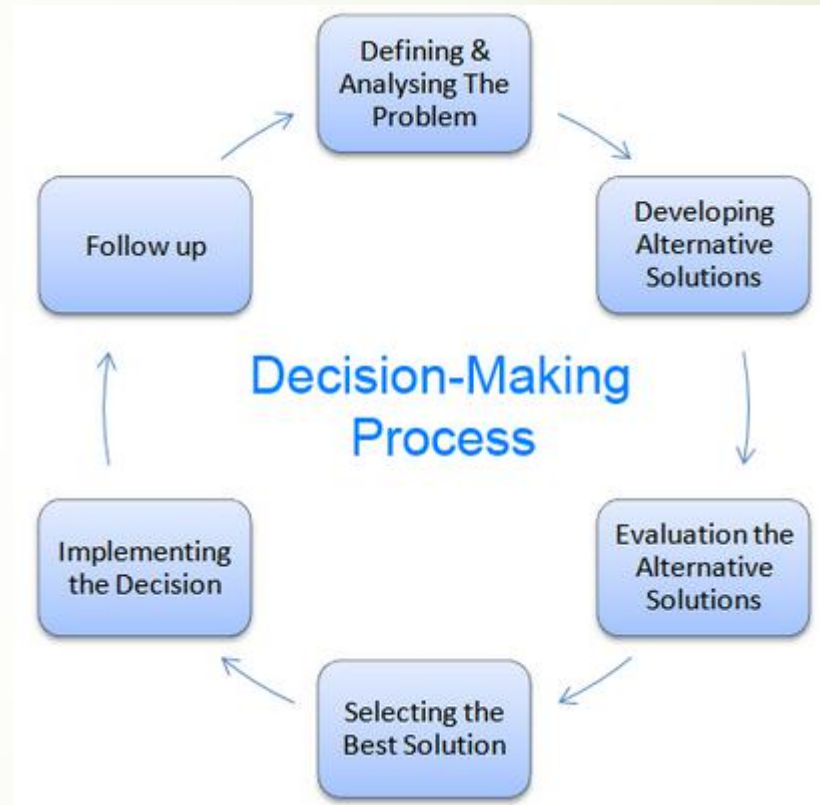 Defining &
Analysing The
Problem
Developing
Alternative
Solutions
Evaluation the
Alternative
Solutions
Selecting the
Best Solution
Implementing
the Decision
Follow up
Decision-Making
Process